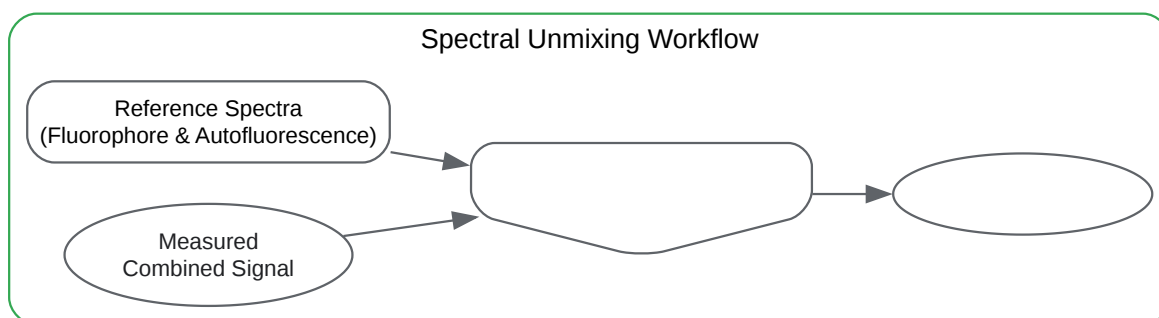 Spectral Unmixing Workflow
Reference Spectra
(Fluorophore & Autofluorescence)
Measured
Combined Signal